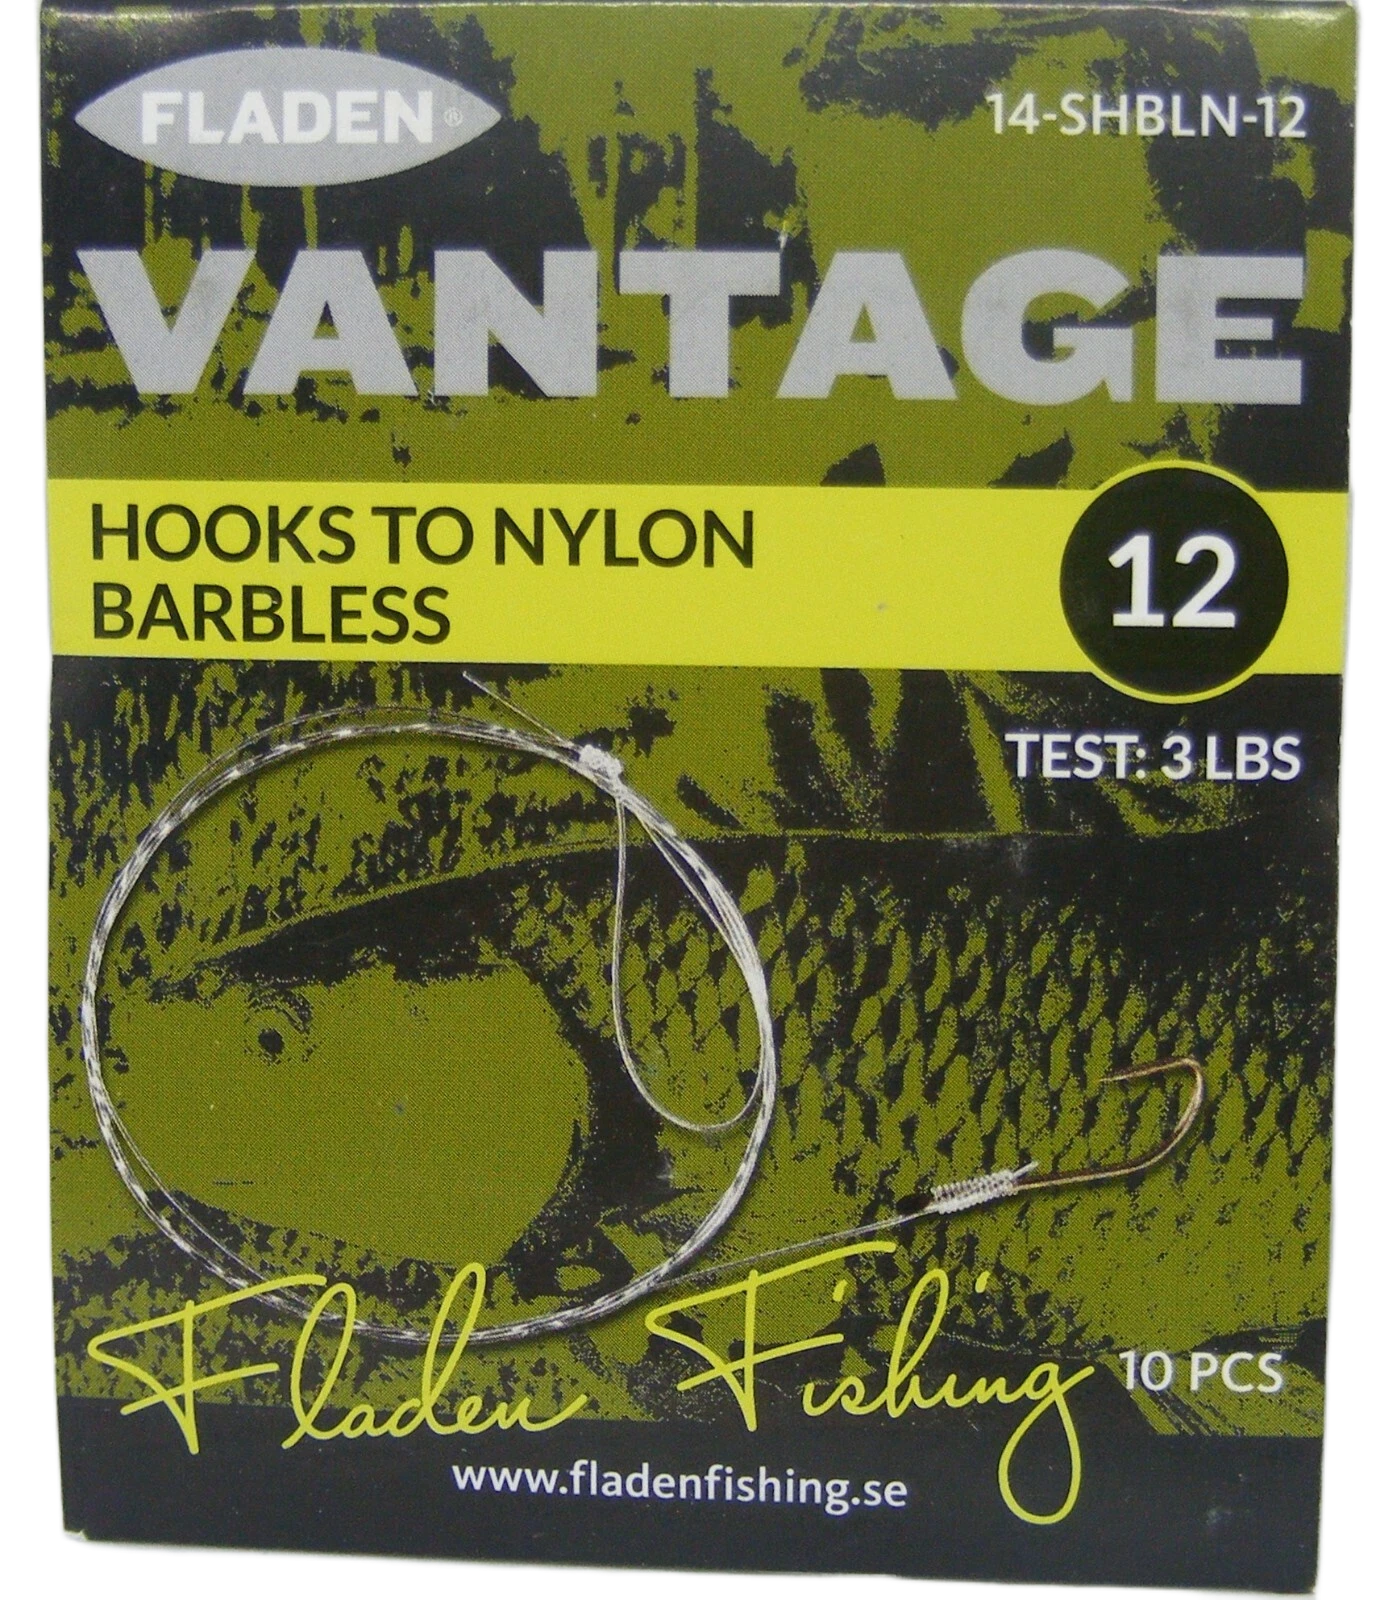 FLADEN®
14-SHBLN-12
VANTAGE
HOOKS TO NYLON
BARBLESS
12
TEST: 3 LBS
Fladen Fishing
10 PCS
www.fladenfishing.se